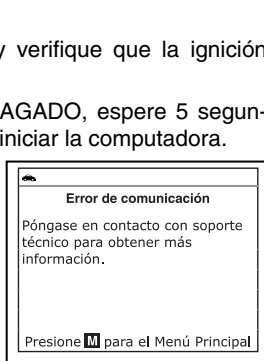 y verifique que la ignición
AGADO, espere 5 segun-
iniciar la computadora.
Error de comunicación
Póngase en contacto con soporte
técnico para obtener más
información.
Presione M para el Menú Principal